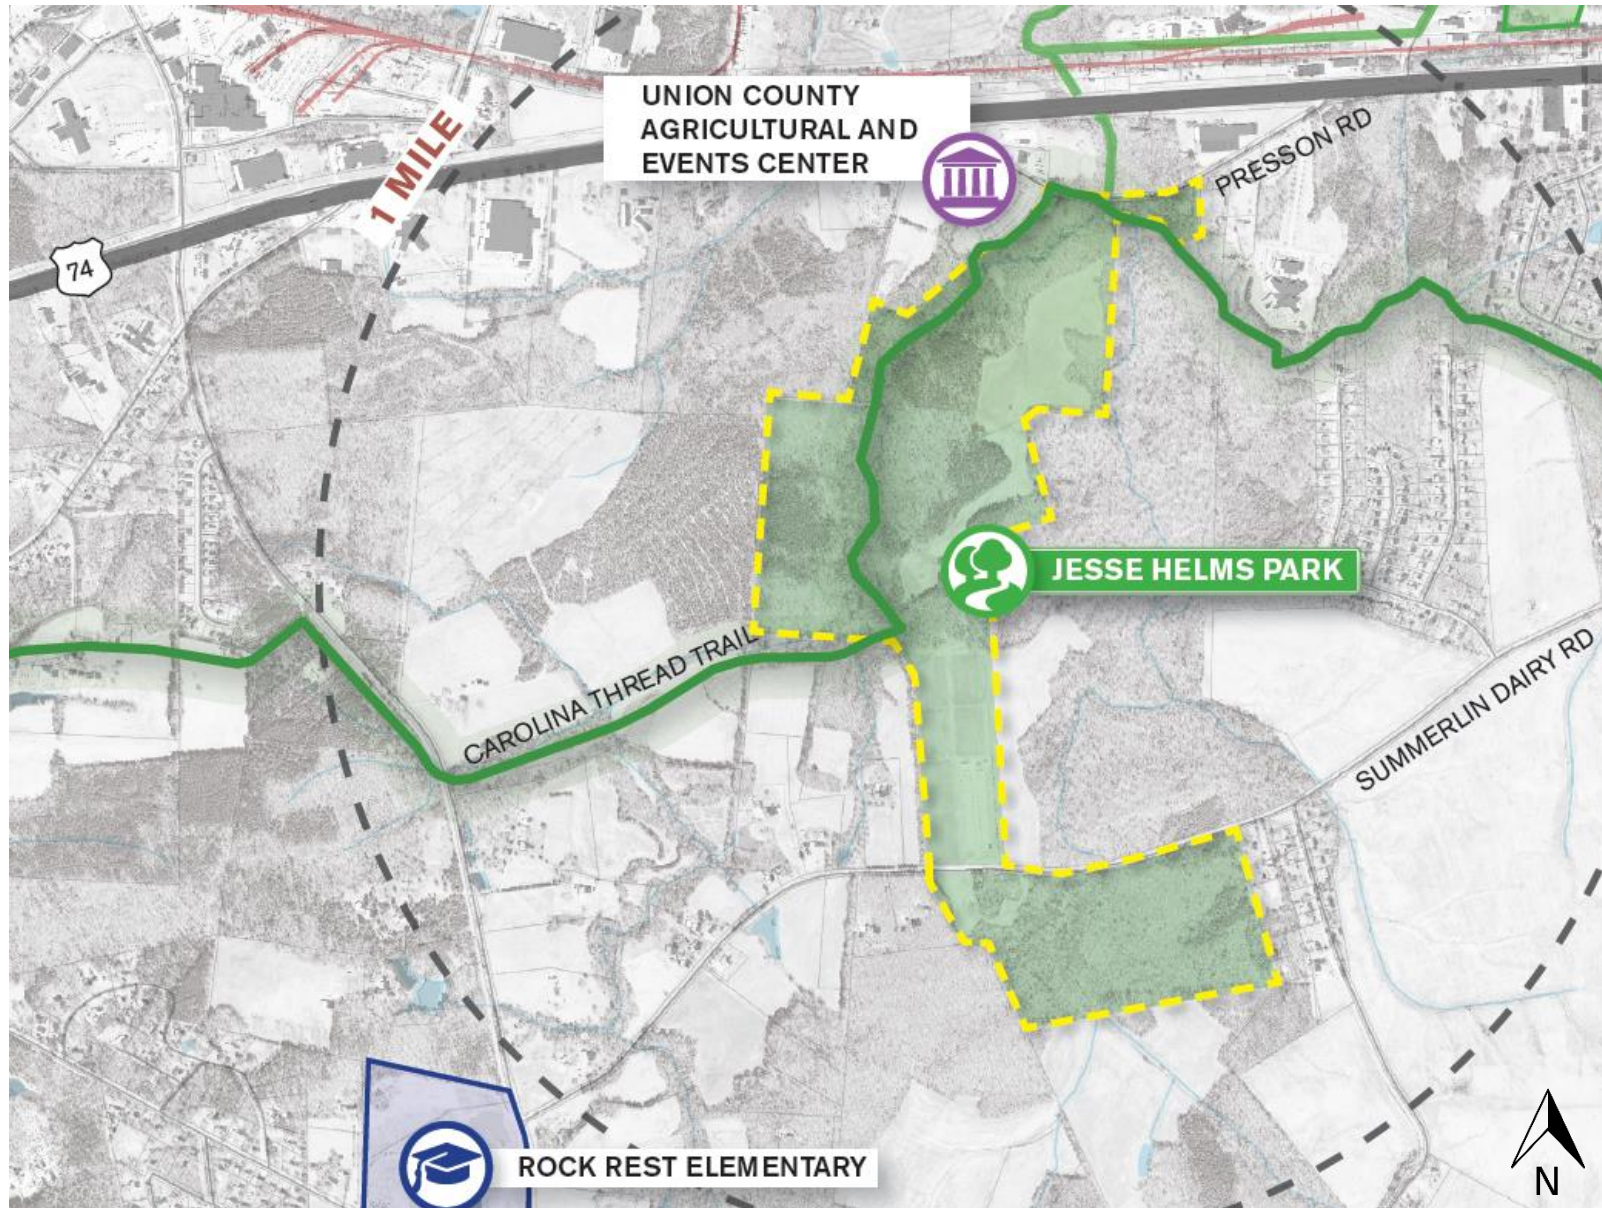 UNION COUNTY
AGRICULTURAL AND
EVENTS CENTER
1 MILE
PRESSON RD
74
JESSE HELMS PARK
CAROLINA THREAD TRAIL
SUMMERLIN DAIRY RD
ROCK REST ELEMENTARY
N